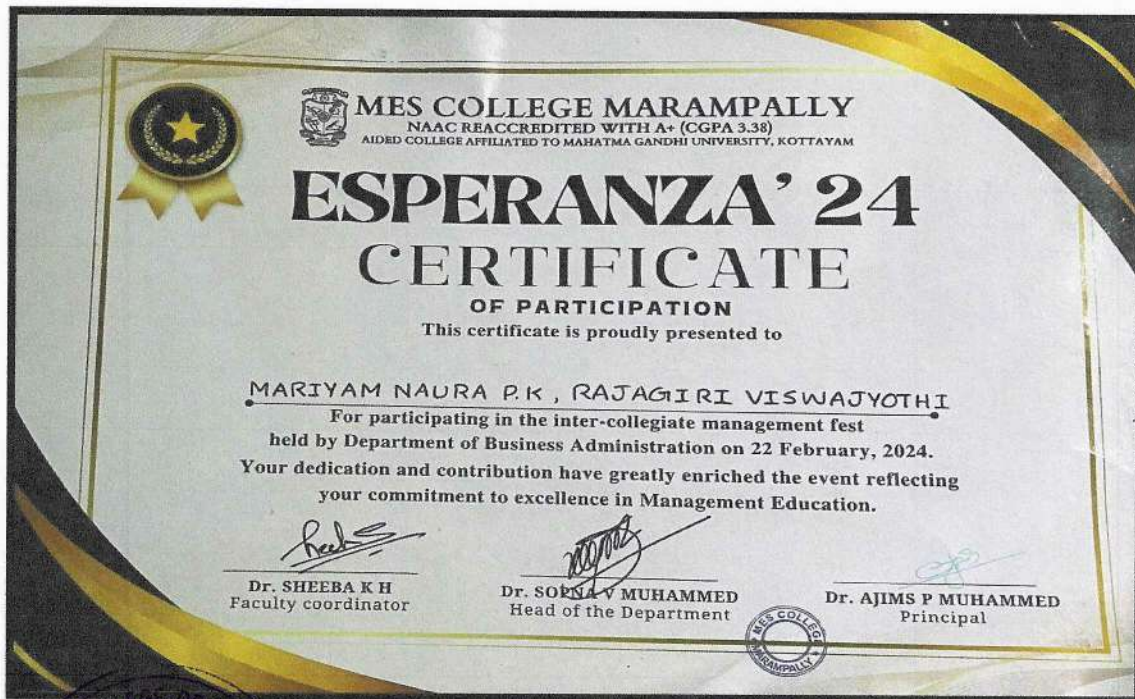 MES COLLEGE MARAMPALLY
NAAC REACCREDITED WITH A+ (CGPA 3.38)
AIDED COLLEGE AFFILIATED TO MAHATMA GANDHI UNIVERSITY, KOTTAYAM
ESPERANZA' 24
CERTIFICATE
OF PARTICIPATION
This certificate is proudly presented to
MARIYAM NAURA P.K, RAJAGIRI VISWAJYOTHI
For participating in the inter-collegiate management fest
held by Department of Business Administration on 22 February, 2024.
Your dedication and contribution have greatly enriched the event reflecting
your commitment to excellence in Management Education.
Dr. SHEEBA K H
Faculty coordinator
Dr. SOPNA V MUHAMMED
Head of the Department
Dr. AJIMS P MUHAMMED
Principal
MES COLLEGE
MARAMPALLY